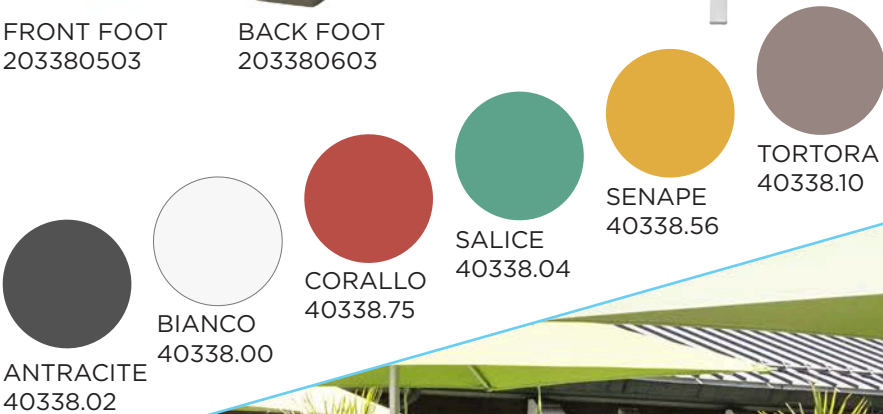 FRONT FOOT
203380503
BACK FOOT
203380603
TORTORA
40338.10
SENAPE
40338.56
SALICE
40338.04
CORALLO
40338.75
BIANCO
40338.00
ANTRACITE
40338.02